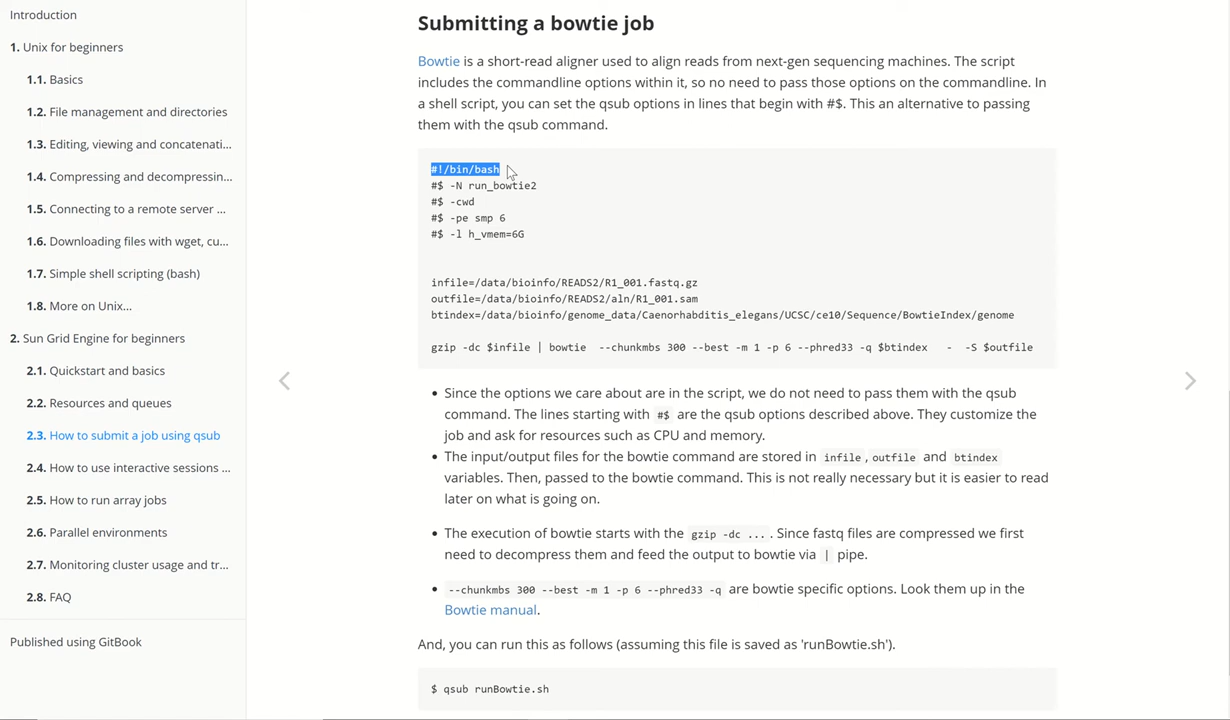 Introduction
1. Unix for beginners
1.1. Basics
1.2. File management and directories
1.3. Editing, viewing and concatenati...
1.4. Compressing and decompressin...
1.5. Connecting to a remote server ...
1.6. Downloading files with wget, cu...
1.7. Simple shell scripting (bash)
1.8. More on Unix...
2. Sun Grid Engine for beginners
2.1. Quickstart and basics
2.2. Resources and queues
2.3. How to submit a job using qsub
2.4. How to use interactive sessions ...
2.5. How to run array jobs
2.6. Parallel environments
2.7. Monitoring cluster usage and tr...
2.8. FAQ
Published using GitBook
Submitting a bowtie job
Bowtie is a short-read aligner used to align reads from next-gen sequencing machines. The script
includes the commandline options within it, so no need to pass those options on the commandline. In
a shell script, you can set the qsub options in lines that begin with #$. This an alternative to passing
them with the qsub command.
#!/bin/bash
#$ -N run_bowtie2
#$ -cwd
#$ -pe smp 6
#$ -l h_vmem=6G
infile=/data/bioinfo/READS2/R1_001.fastq.gz
outfile=/data/bioinfo/READS2/aln/R1_001.sam
btindex=/data/bioinfo/genome_data/Caenorhabditis_elegans/UCSC/ce10/Sequence/BowtieIndex/genome
gzip -dc $infile | bowtie  --chunkmbs 300 --best -m 1 -p 6 --phred33 -q $btindex   -  -S $outfile
• Since the options we care about are in the script, we do not need to pass them with the qsub
command. The lines starting with #$ are the qsub options described above. They customize the
job and ask for resources such as CPU and memory.
• The input/output files for the bowtie command are stored in infile, outfile and btindex
variables. Then, passed to the bowtie command. This is not really necessary but it is easier to read
later on what is going on.
• The execution of bowtie starts with the gzip -dc ... . Since fastq files are compressed we first
need to decompress them and feed the output to bowtie via | pipe.
• --chunkmbs 300 --best -m 1 -p 6 --phred33 -q are bowtie specific options. Look them up in the
Bowtie manual.
And, you can run this as follows (assuming this file is saved as 'runBowtie.sh').
$ qsub runBowtie.sh